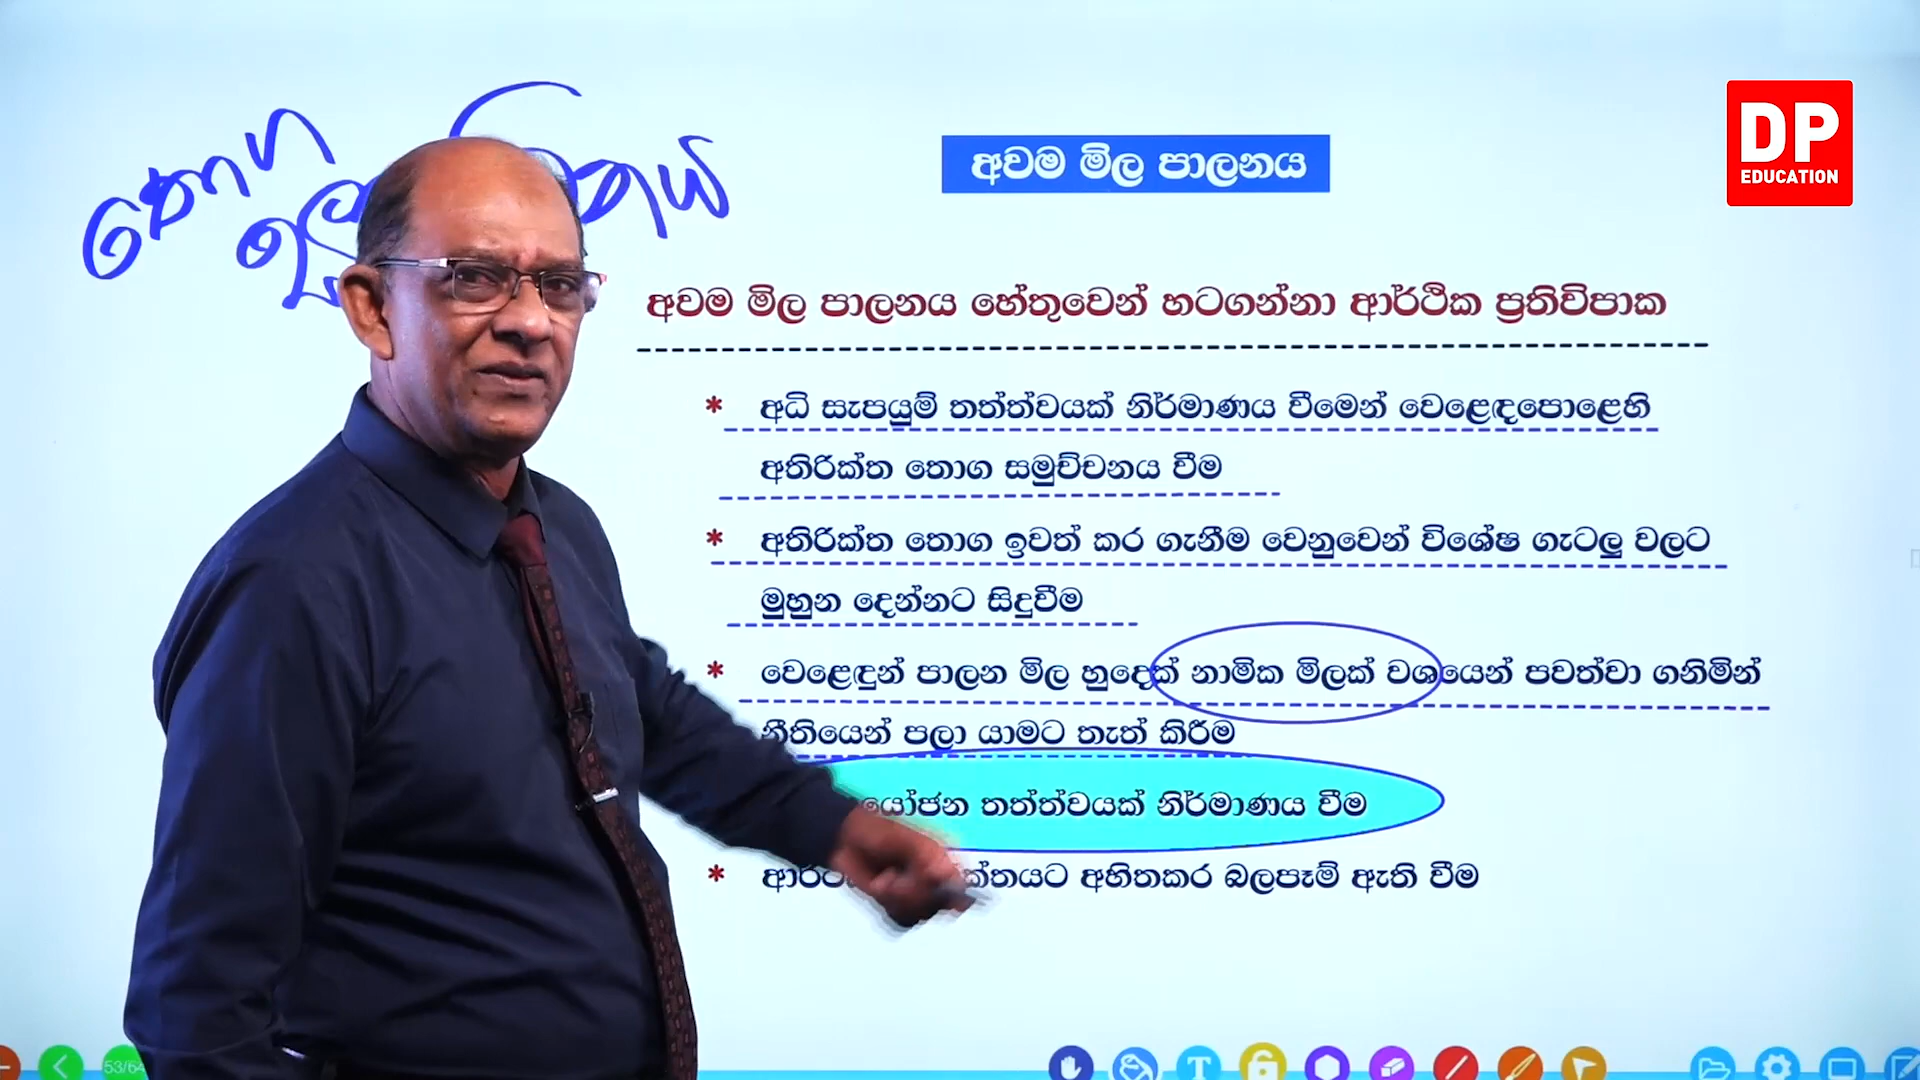 තොග
DP
EDUCATION
අවම මිල පාලනය
අවම මිල පාලනය හේතුවෙන් හටගන්නා ආර්ථික ප්‍රතිවිපාක
* අධි සැපයුම් තත්ත්වයක් නිර්මාණය වීමෙන් වෙළෙඳපොළෙහි
අතිරික්ත තොග සමුච්චනය වීම
* අතිරික්ත තොග ඉවත් කර ගැනීම වෙනුවෙන් විශේෂ ගැටලු වලට
මුහුන දෙන්නට සිදුවීම
* වෙළෙඳුන් පාලන මිල හුදෙක් නාමික මිලක් වශයෙන් පවත්වා ගනිමින්
නීතියෙන් පලා යාමට තැත් කිරීම
තත්ත්වයක් නිර්මාණය වීම
* අහිතකර බලපෑම් ඇති වීම
53/64